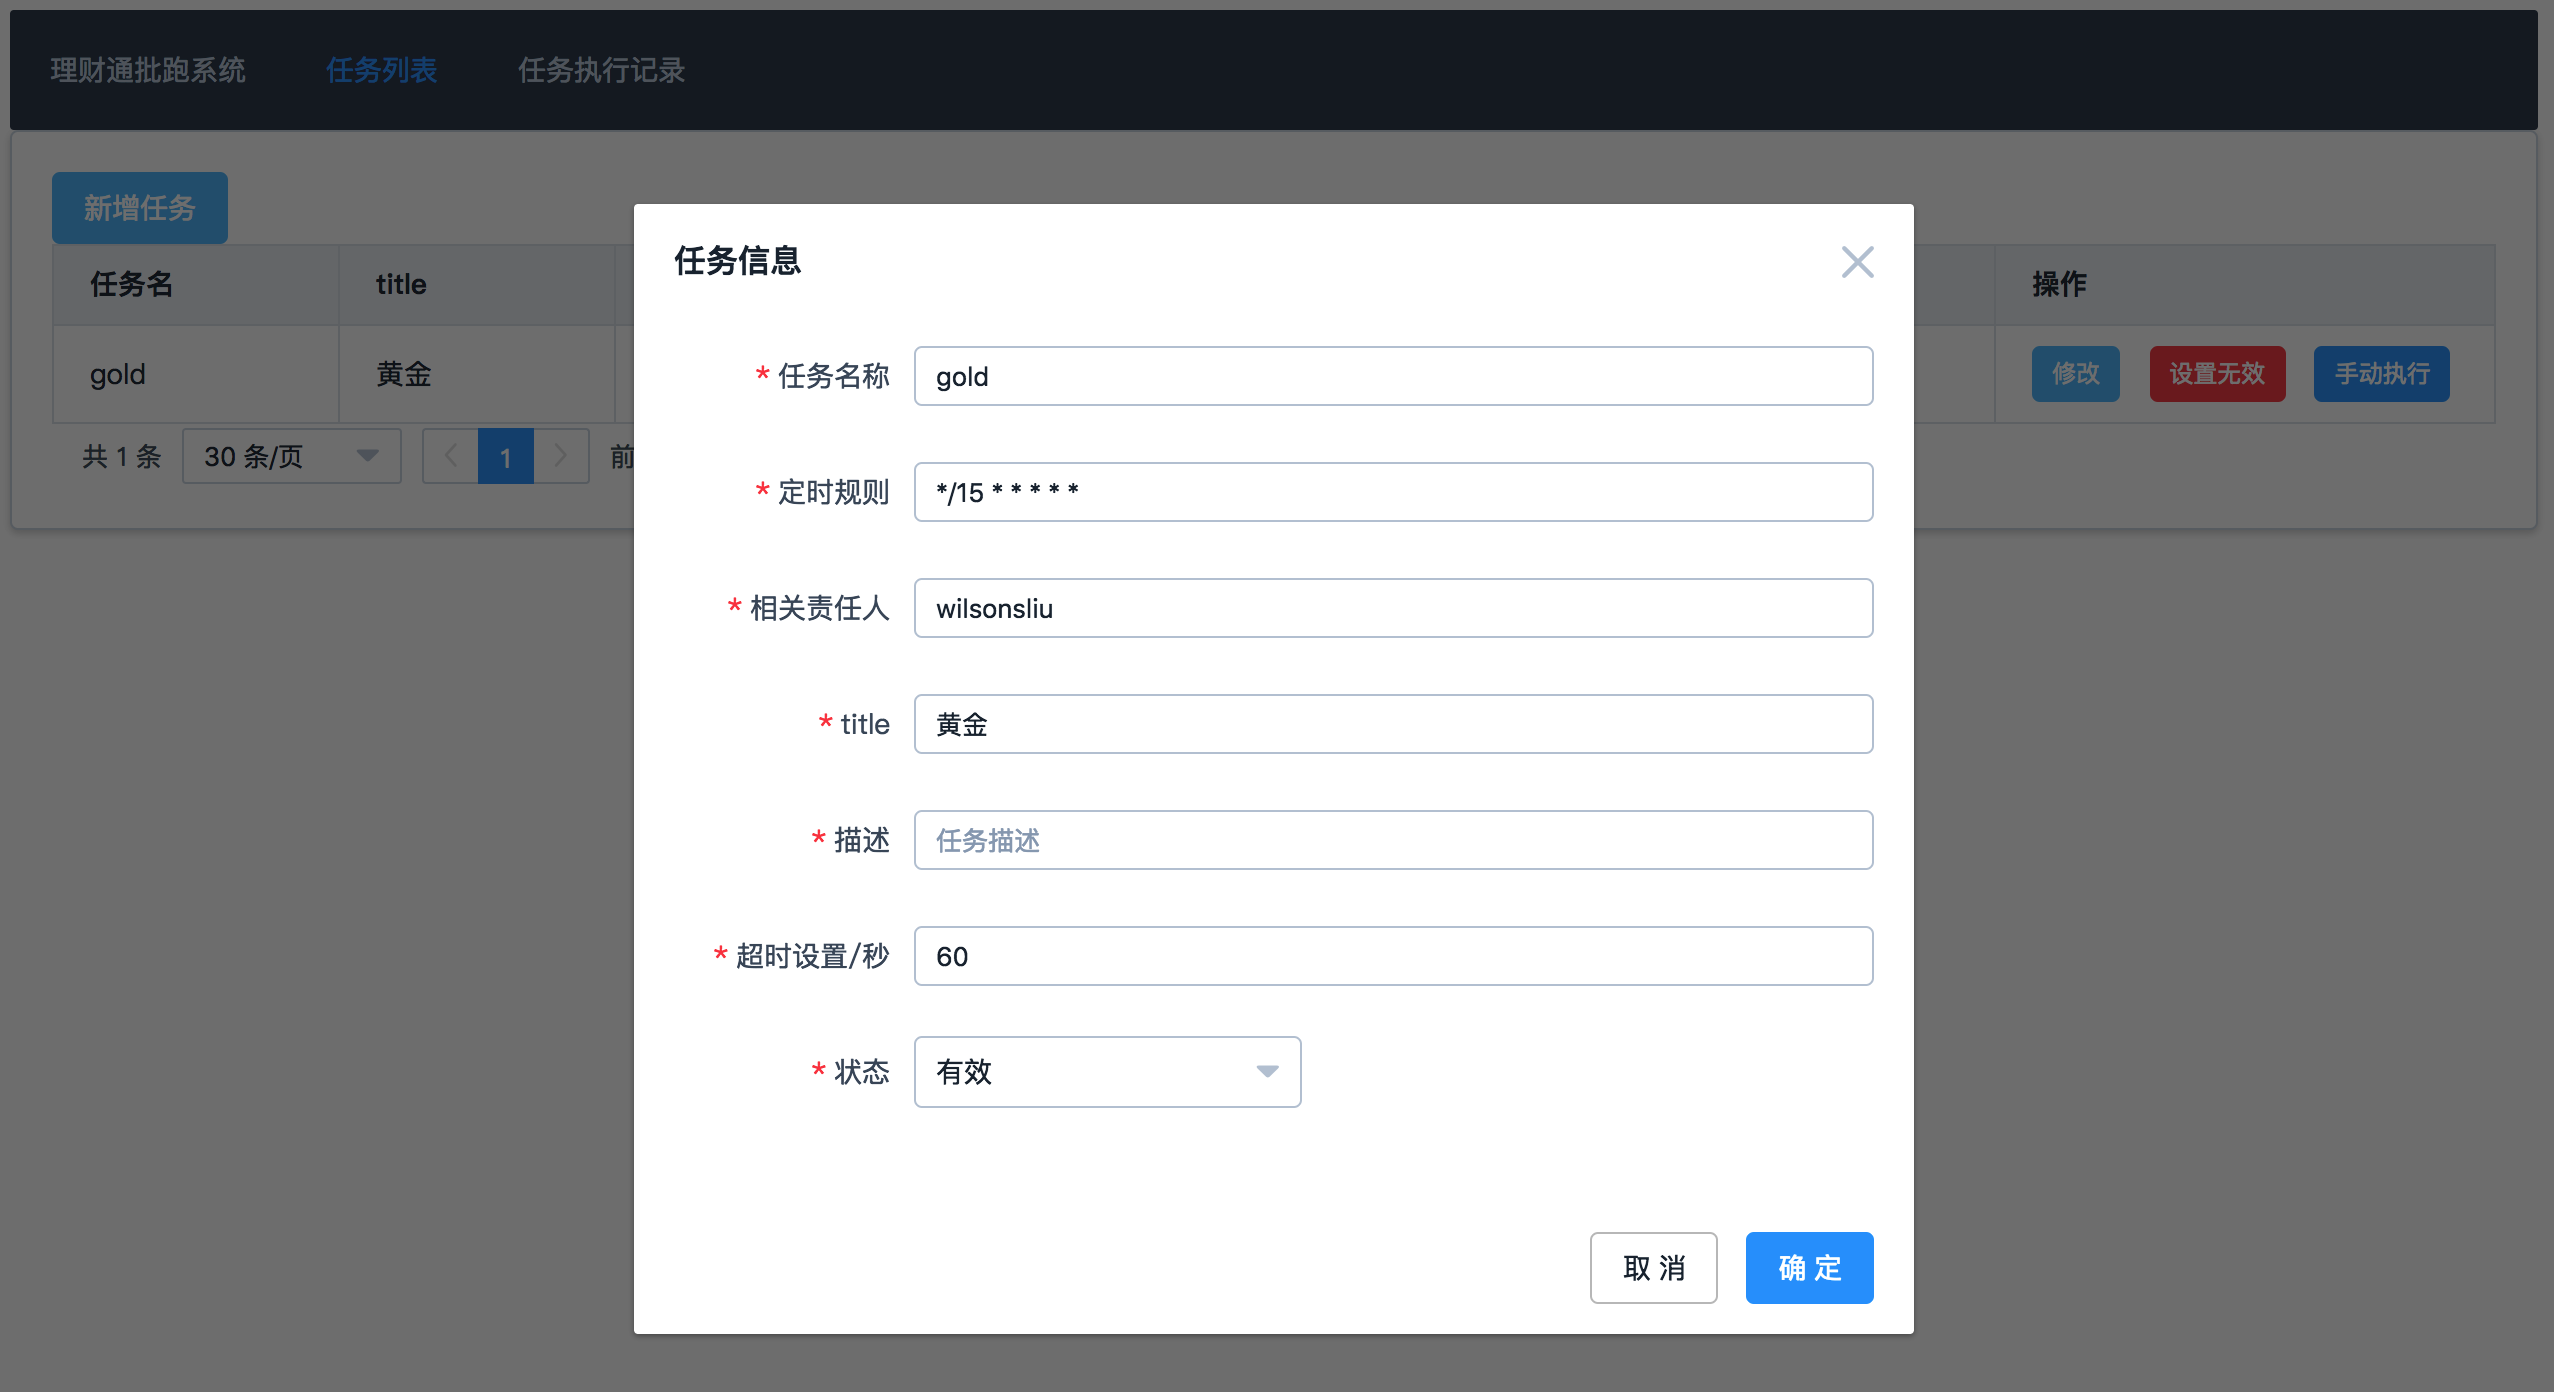 理财通批跑系统 任务列表 任务执行记录
新增任务
任务名 title 操作
gold 黄金 修改 设置无效 手动执行
共 1 条 30 条/页 1 前
任务信息
* 任务名称 gold
* 定时规则 */15 * * * * *
* 相关责任人 wilsonsliu
* title 黄金
* 描述 任务描述
* 超时设置/秒 60
* 状态 有效
取 消 确 定